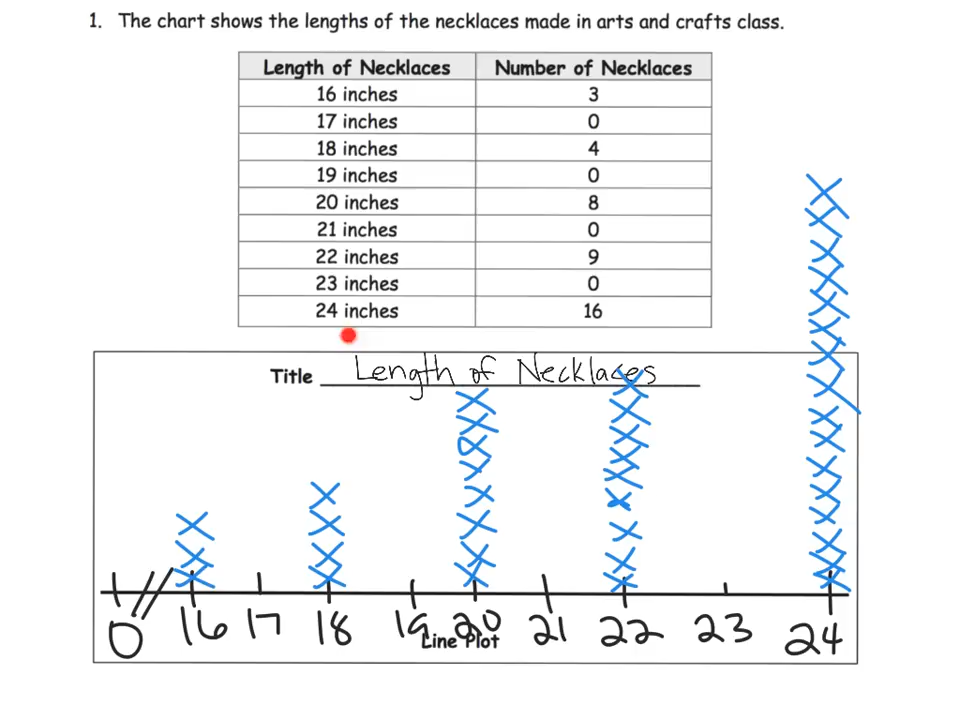 1. The chart shows the lengths of the necklaces made in arts and crafts class.
Length of Necklaces Number of Necklaces
16 inches 3
17 inches 0
18 inches 4
19 inches 0
20 inches 8
21 inches 0
22 inches 9
23 inches 0
24 inches 16
Title Length of Necklaces
0 16 17 18 19 20 21 22 23 24
Line Plot